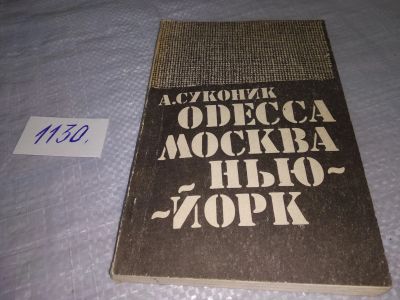 1130.
А.СУКОНИК
ОДЕССА
МОСКВА
НЬЮ-
-ЙОРК